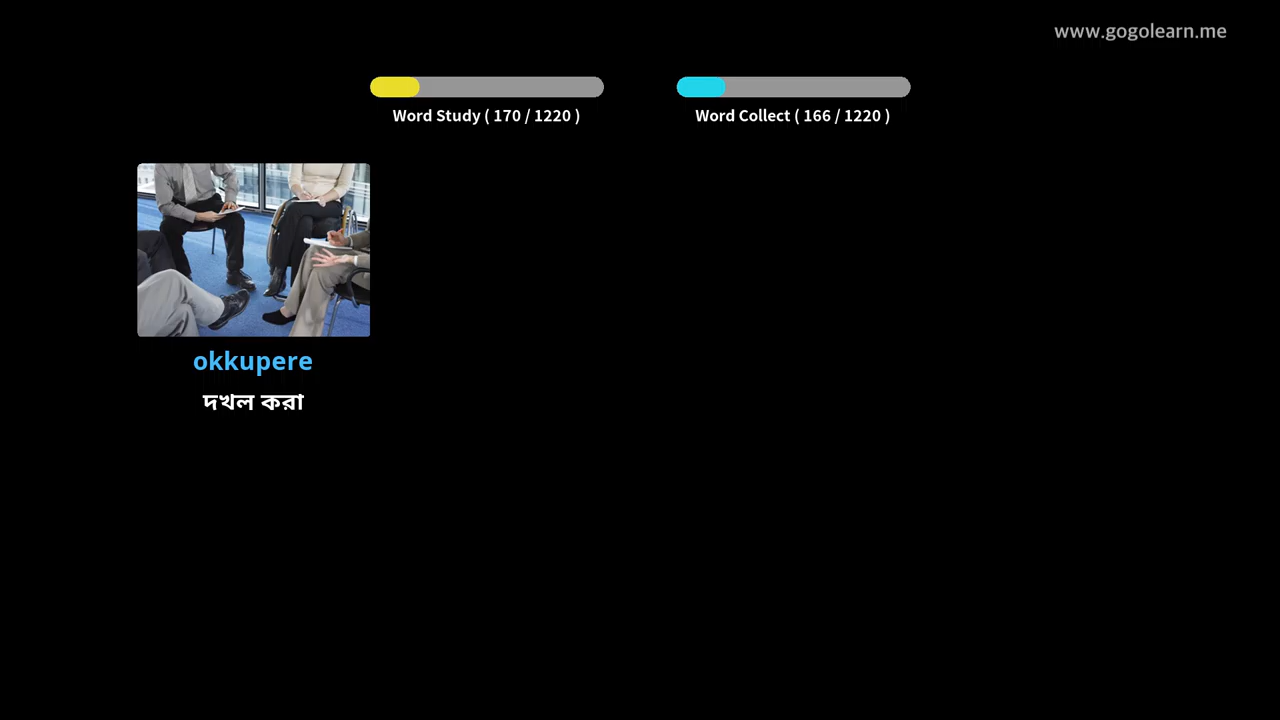 www.gogolearn.me
Word Study ( 170 / 1220 )
Word Collect ( 166 / 1220 )
okkupere
দখল করা